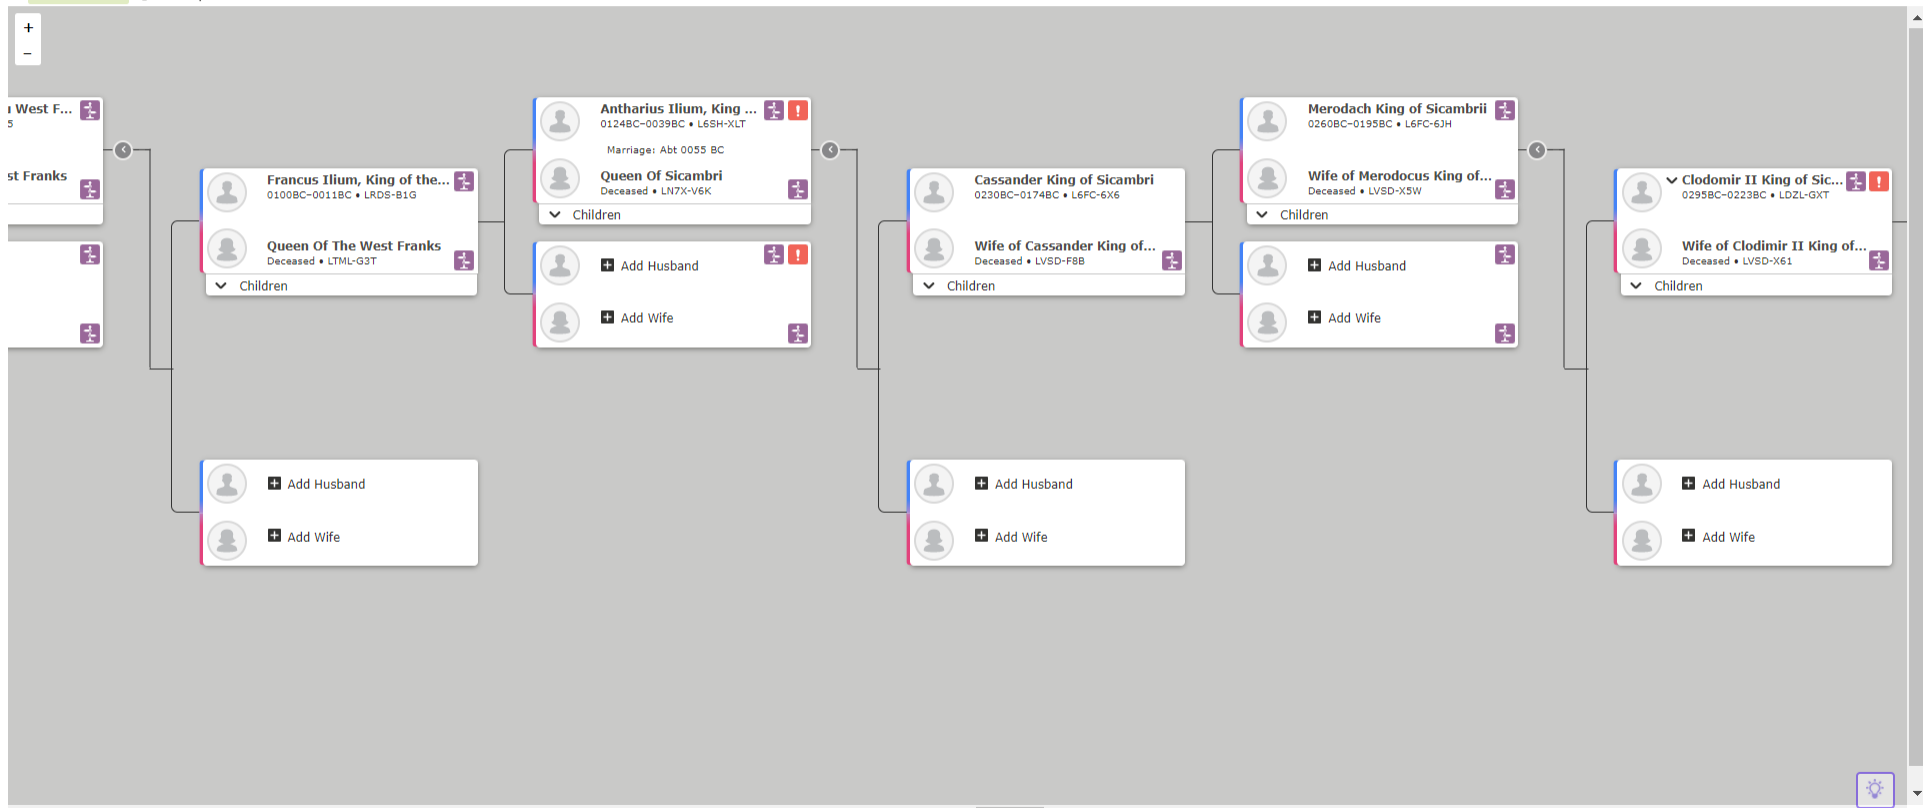 +
−
West F...
5
st Franks
Francus Ilium, King of the...
0100BC–0011BC • LRDS-B1G
Queen Of The West Franks
Deceased • LTML-G3T
Children
Add Husband
Add Wife
Antharius Ilium, King ...
0124BC–0039BC • L6SH-XLT
Marriage: Abt 0055 BC
Queen Of Sicambri
Deceased • LN7X-V6K
Children
Add Husband
Add Wife
Cassander King of Sicambri
0230BC–0174BC • L6FC-6X6
Wife of Cassander King of...
Deceased • LVSD-F8B
Children
Add Husband
Add Wife
Merodach King of Sicambrii
0260BC–0195BC • L6FC-6JH
Wife of Merodocus King of...
Deceased • LVSD-X5W
Children
Add Husband
Add Wife
Clodomir II King of Sic...
0295BC–0223BC • LDZL-GXT
Wife of Clodimir II King of...
Deceased • LVSD-X61
Children
Add Husband
Add Wife